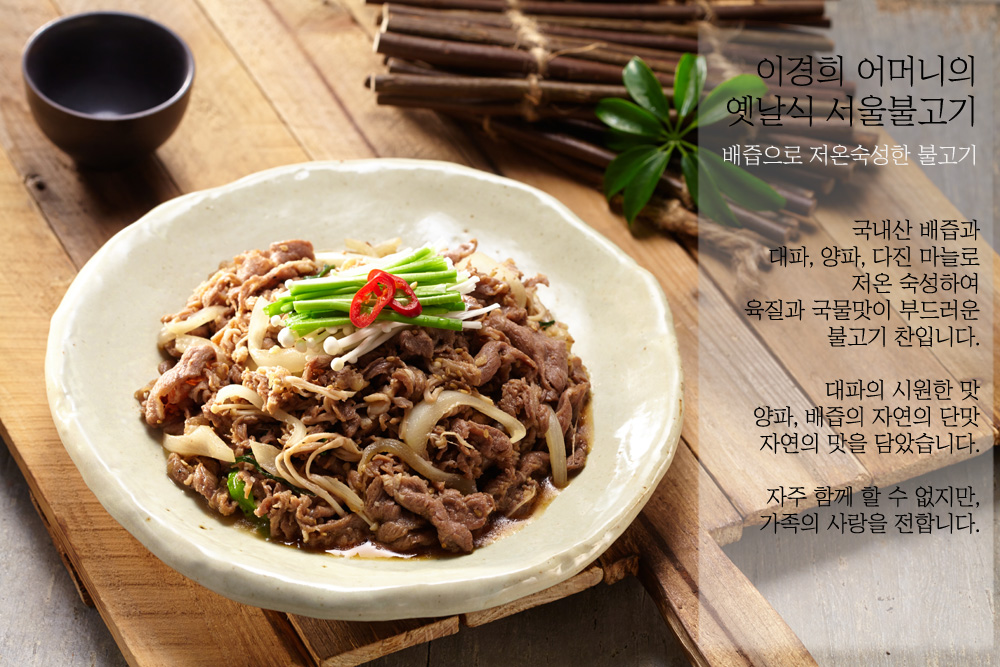 이경희 어머니의
옛날식 서울불고기
배즙으로 저온숙성한 불고기
국내산 배즙과
대파, 양파, 다진 마늘로
저온 숙성하여
육질과 국물맛이 부드러운
불고기 찬입니다.
대파의 시원한 맛
양파, 배즙의 자연의 단맛
자연의 맛을 담았습니다.
자주 함께 할 수 없지만,
가족의 사랑을 전합니다.